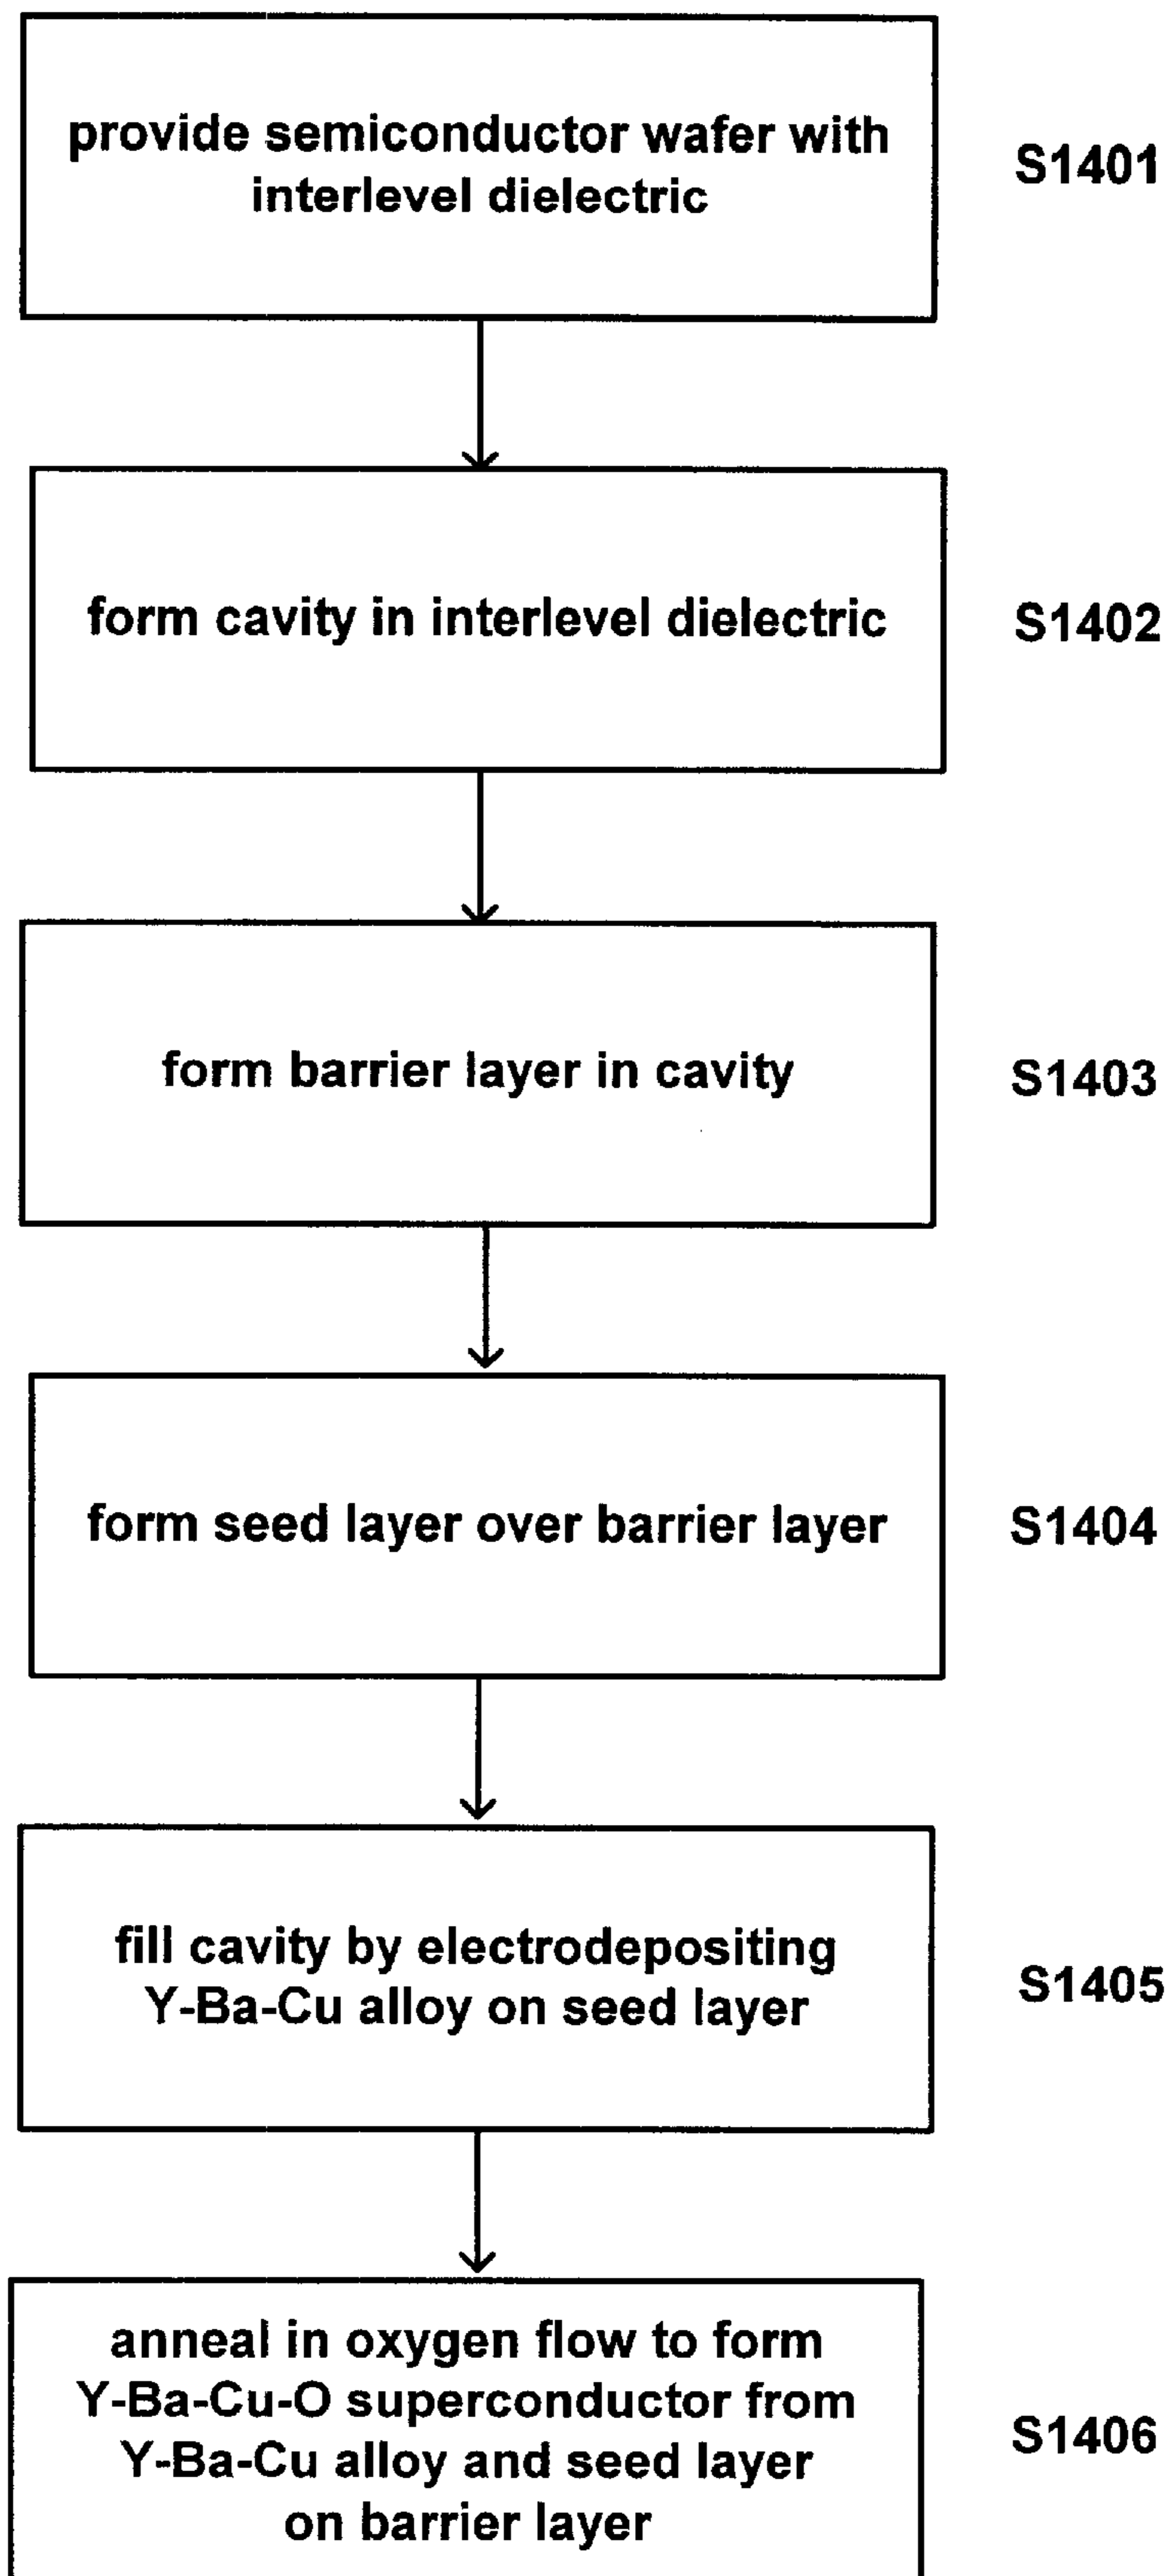 provide semiconductor wafer with
interlevel dielectric
S1401
form cavity in interlevel dielectric
S1402
form barrier layer in cavity
S1403
form seed layer over barrier layer
S1404
fill cavity by electrodepositing
Y-Ba-Cu alloy on seed layer
S1405
anneal in oxygen flow to form
Y-Ba-Cu-O superconductor from
Y-Ba-Cu alloy and seed layer
on barrier layer
S1406